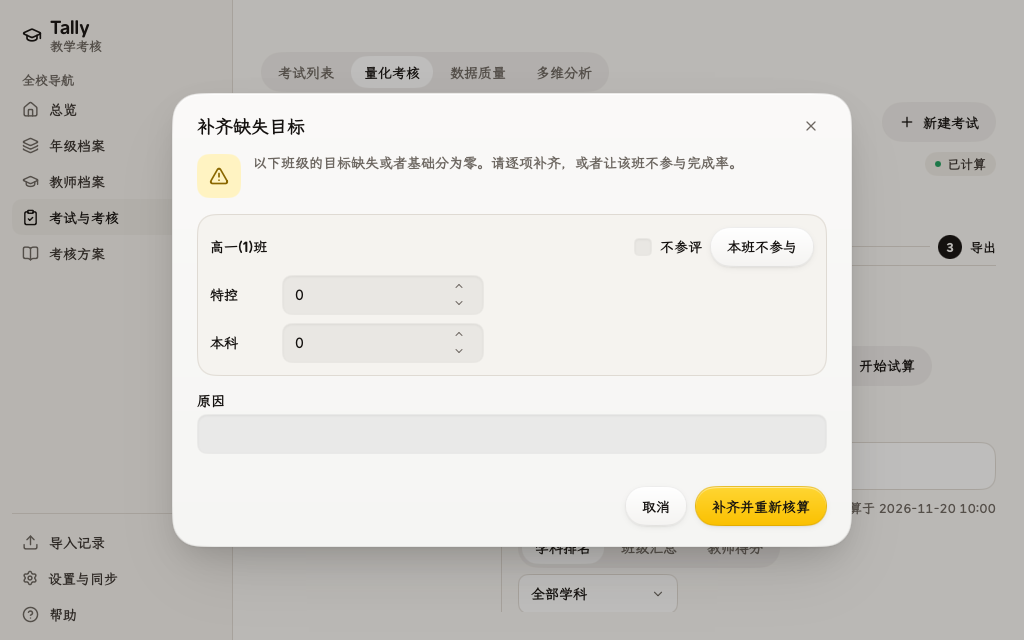 Tally
教学考核
全校导航
总览
年级档案
教师档案
考试与考核
考核方案
导入记录
设置与同步
帮助
考试列表
量化考核
数据质量
多维分析
新建考试
已计算
3 导出
开始试算
算于 2026-11-20 10:00
学科排名
班级汇总
教师得分
全部学科
补齐缺失目标
以下班级的目标缺失或者基础分为零。请逐项补齐，或者让该班不参与完成率。
高一(1)班
不参评
本班不参与
特控
0
本科
0
原因
取消
补齐并重新核算